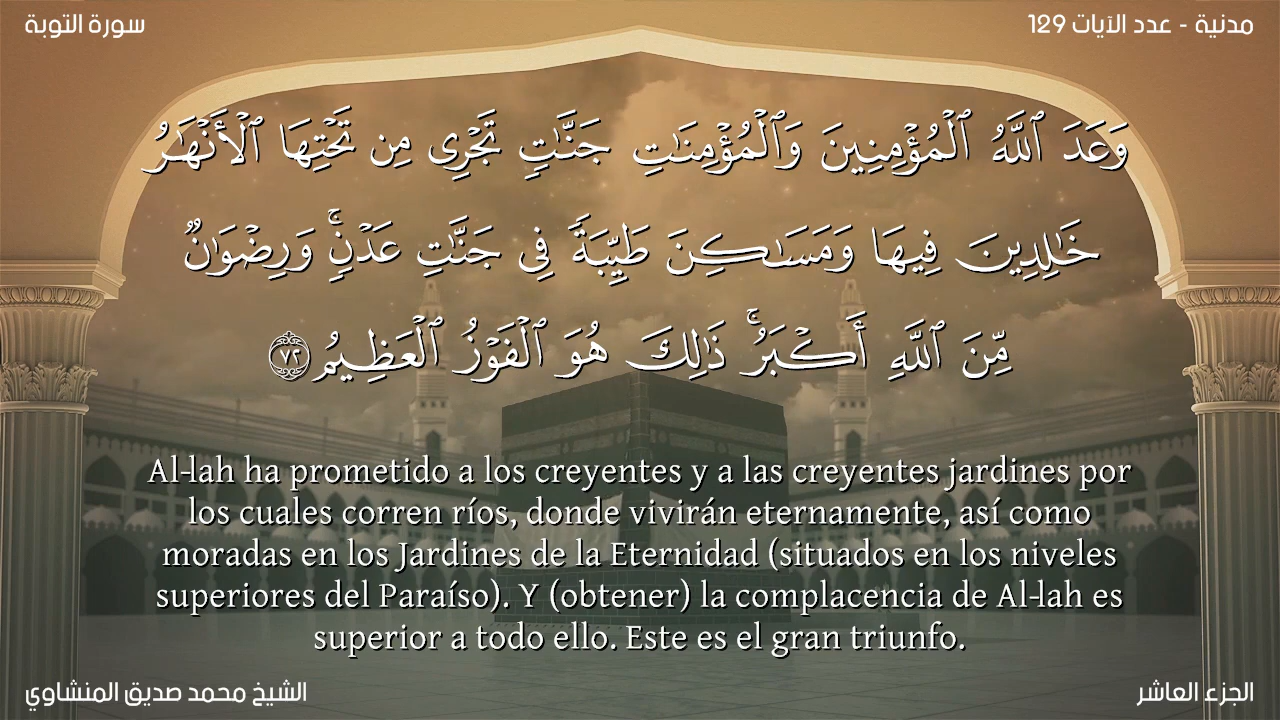 سورة التوبة
مدنية - عدد الآيات 129
وَعَدَ ٱللَّهُ ٱلْمُؤْمِنِينَ وَٱلْمُؤْمِنَٰتِ جَنَّٰتٍ تَجْرِى مِن تَحْتِهَا ٱلْأَنْهَٰرُ
خَٰلِدِينَ فِيهَا وَمَسَٰكِنَ طَيِّبَةً فِى جَنَّٰتِ عَدْنٍ ۚ وَرِضْوَٰنٌ
مِّنَ ٱللَّهِ أَكْبَرُ ۚ ذَٰلِكَ هُوَ ٱلْفَوْزُ ٱلْعَظِيمُ ٧٢
Al-lah ha prometido a los creyentes y a las creyentes jardines por
los cuales corren ríos, donde vivirán eternamente, así como
moradas en los Jardines de la Eternidad (situados en los niveles
superiores del Paraíso). Y (obtener) la complacencia de Al-lah es
superior a todo ello. Este es el gran triunfo.
الشيخ محمد صديق المنشاوي
الجزء العاشر